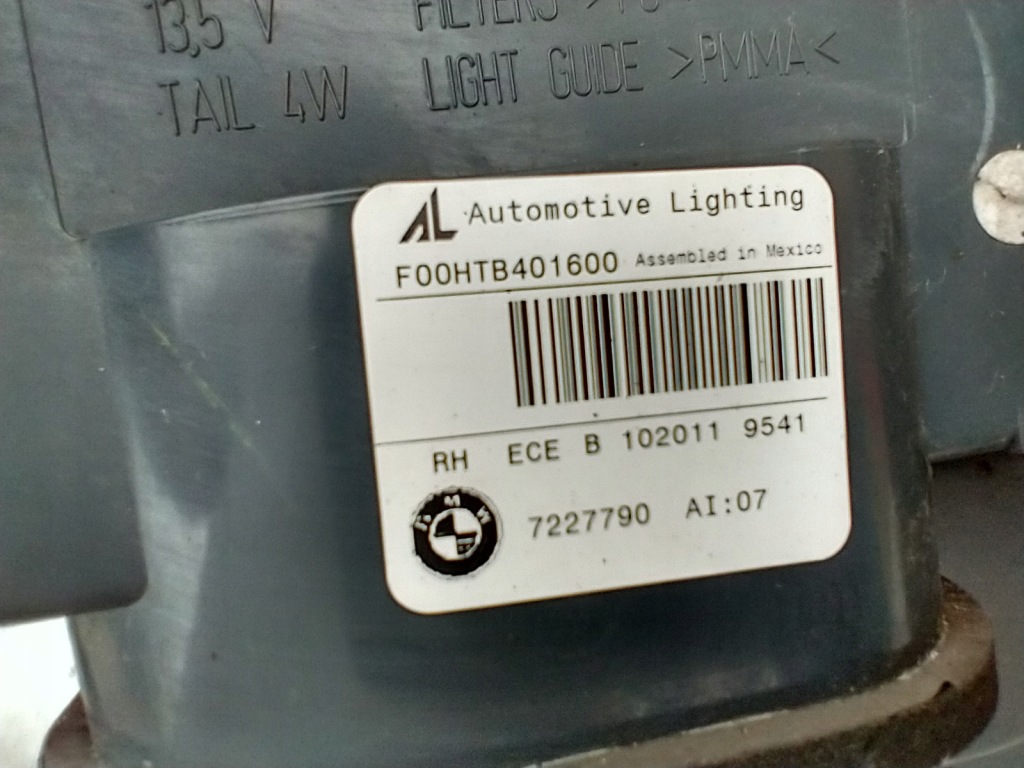 13,5 V
TAIL 4W
FILTERS
LIGHT GUIDE >PMMA<
AL Automotive Lighting
F00HTB401600 Assembled in Mexico
RH ECE B 102011 9541
BMW
7227790 AI:07